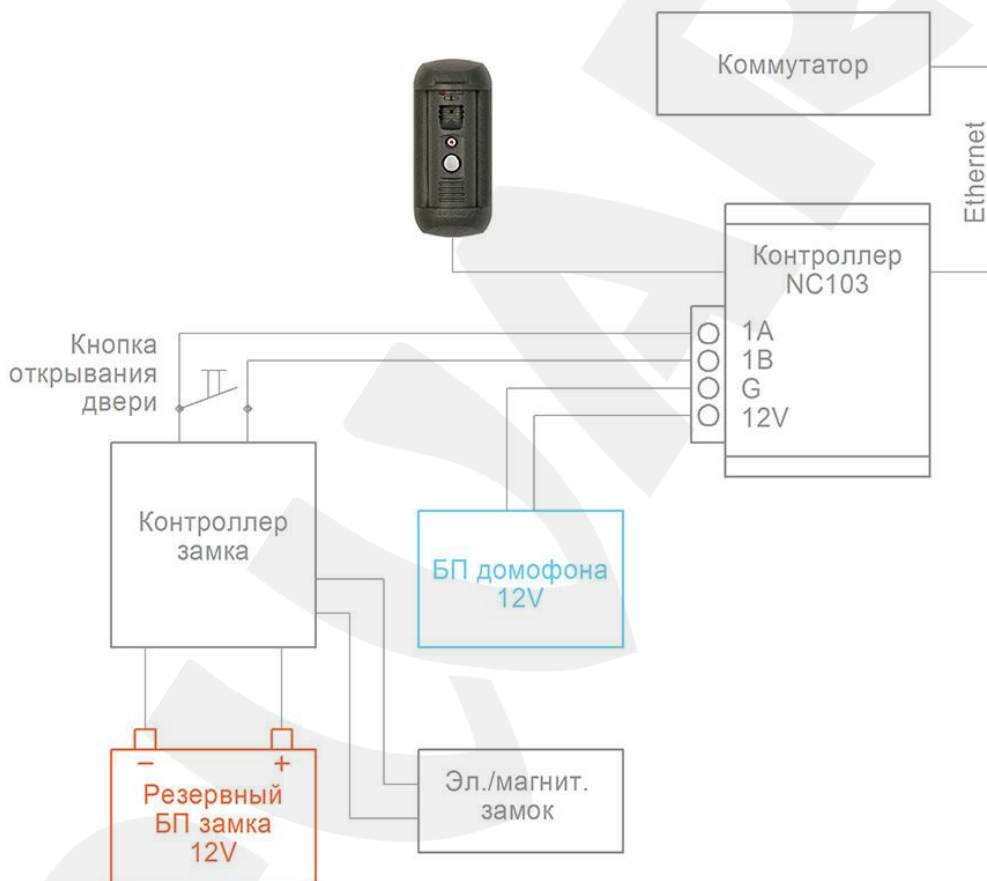 Коммутатор
Ethernet
Контроллер
NC103
1A
1B
G
12V
Кнопка
открывания
двери
Контроллер
замка
БП домофона
12V
−
+
Резервный
БП замка
12V
Эл./магнит.
замок